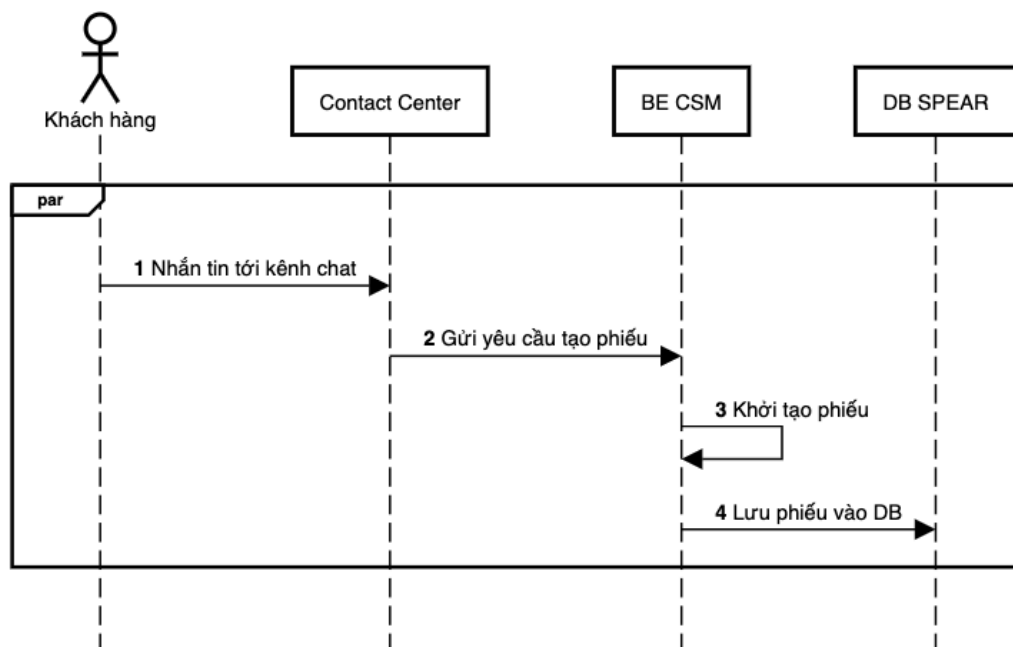 Khách hàng
Contact Center
BE CSM
DB SPEAR
par
1 Nhắn tin tới kênh chat
2 Gửi yêu cầu tạo phiếu
3 Khởi tạo phiếu
4 Lưu phiếu vào DB